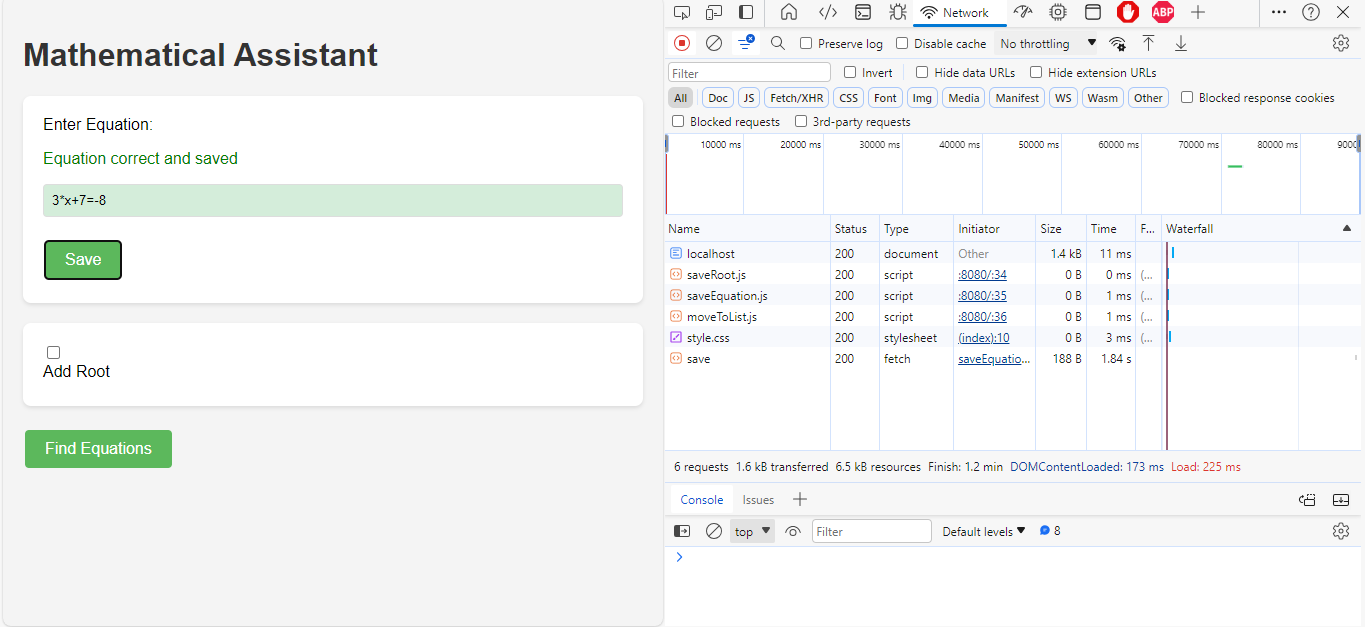 Mathematical Assistant
Enter Equation:
Equation correct and saved
3*x+7=-8
Save
Add Root
Find Equations
Network
ABP
Preserve log Disable cache No throttling
Filter Invert Hide data URLs Hide extension URLs
All Doc JS Fetch/XHR CSS Font Img Media Manifest WS Wasm Other Blocked response cookies
Blocked requests 3rd-party requests
10000 ms 20000 ms 30000 ms 40000 ms 50000 ms 60000 ms 70000 ms 80000 ms 9000
Name Status Type Initiator Size Time F... Waterfall
localhost 200 document Other 1.4 kB 11 ms
saveRoot.js 200 script :8080/:34 0 B 0 ms (...
saveEquation.js 200 script :8080/:35 0 B 1 ms (...
moveToList.js 200 script :8080/:36 0 B 1 ms (...
style.css 200 stylesheet (index):10 0 B 3 ms (...
save 200 fetch saveEquatio... 188 B 1.84 s
6 requests 1.6 kB transferred 6.5 kB resources Finish: 1.2 min DOMContentLoaded: 173 ms Load: 225 ms
Console Issues
top Filter Default levels 8